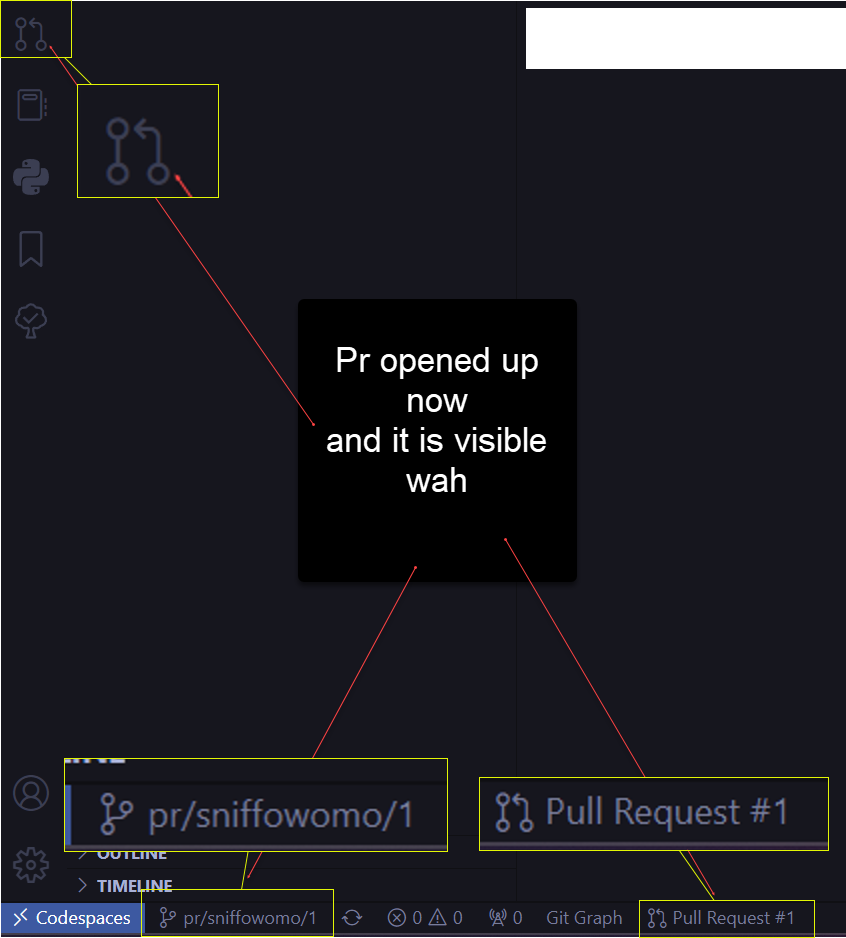 Pr opened up
now
and it is visible
wah
pr/sniffowomo/1
Pull Request #1
OUTLINE
TIMELINE
Codespaces
pr/sniffowomo/1
0
0
0
Git Graph
Pull Request #1